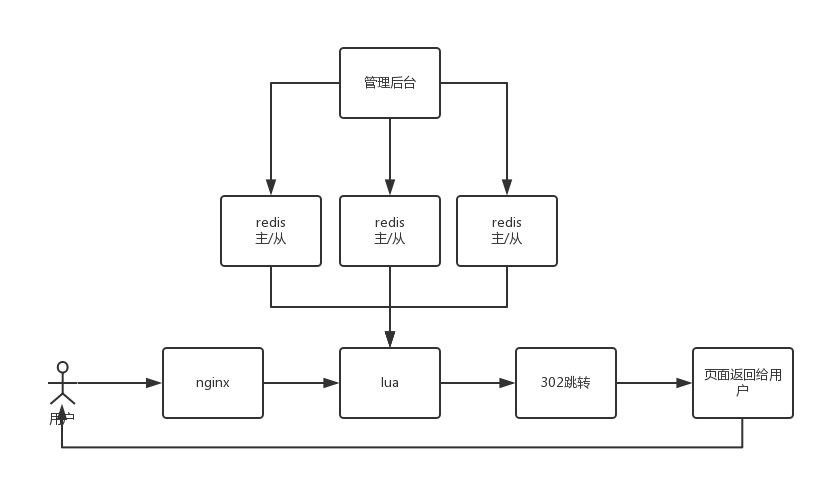 管理后台
redis
主/从
redis
主/从
redis
主/从
nginx
lua
302跳转
页面返回给用
户
用户